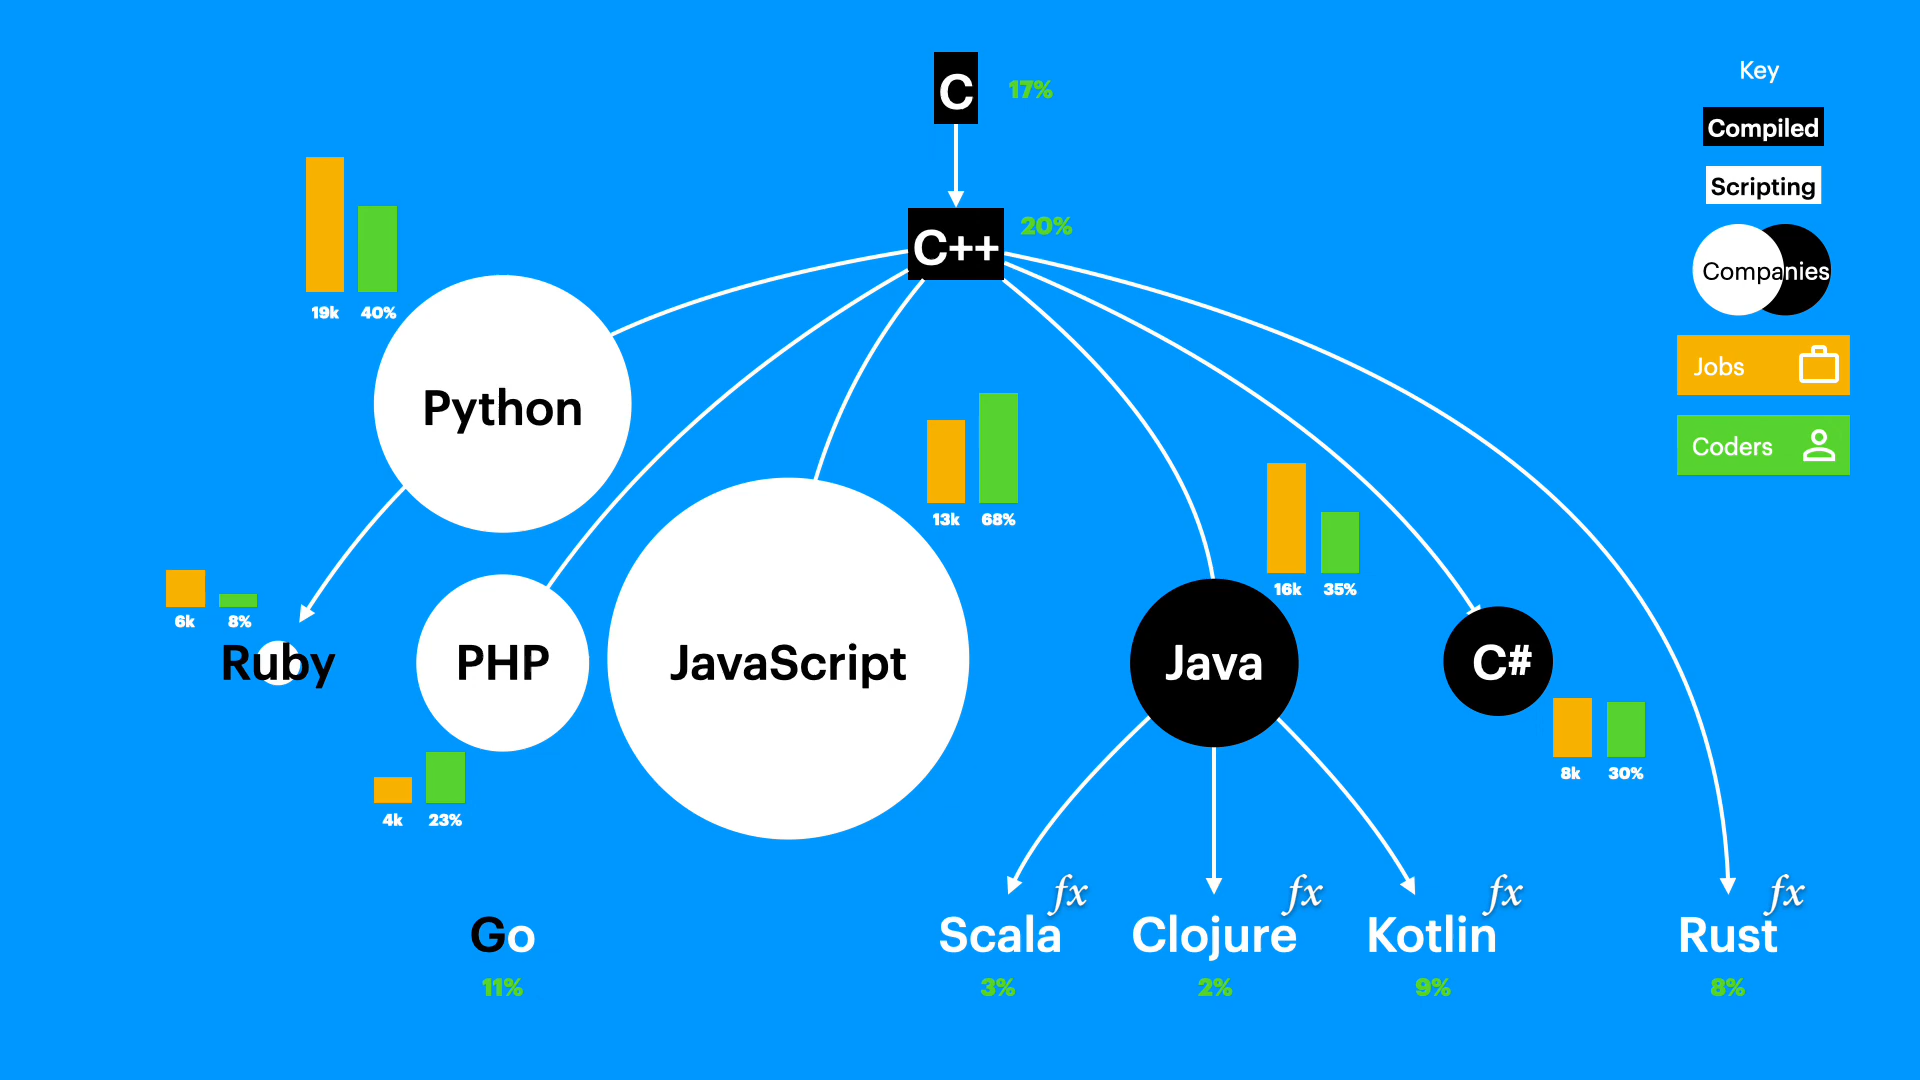 Key
C
17%
Compiled
Scripting
C++
20%
Companies
19k 40%
Jobs
Python
Coders
13k 68%
16k 35%
6k 8%
Ruby
PHP
JavaScript
Java
C#
8k 30%
4k 23%
fx
fx
fx
fx
Go
Scala
Clojure
Kotlin
Rust
11%
3%
2%
9%
8%